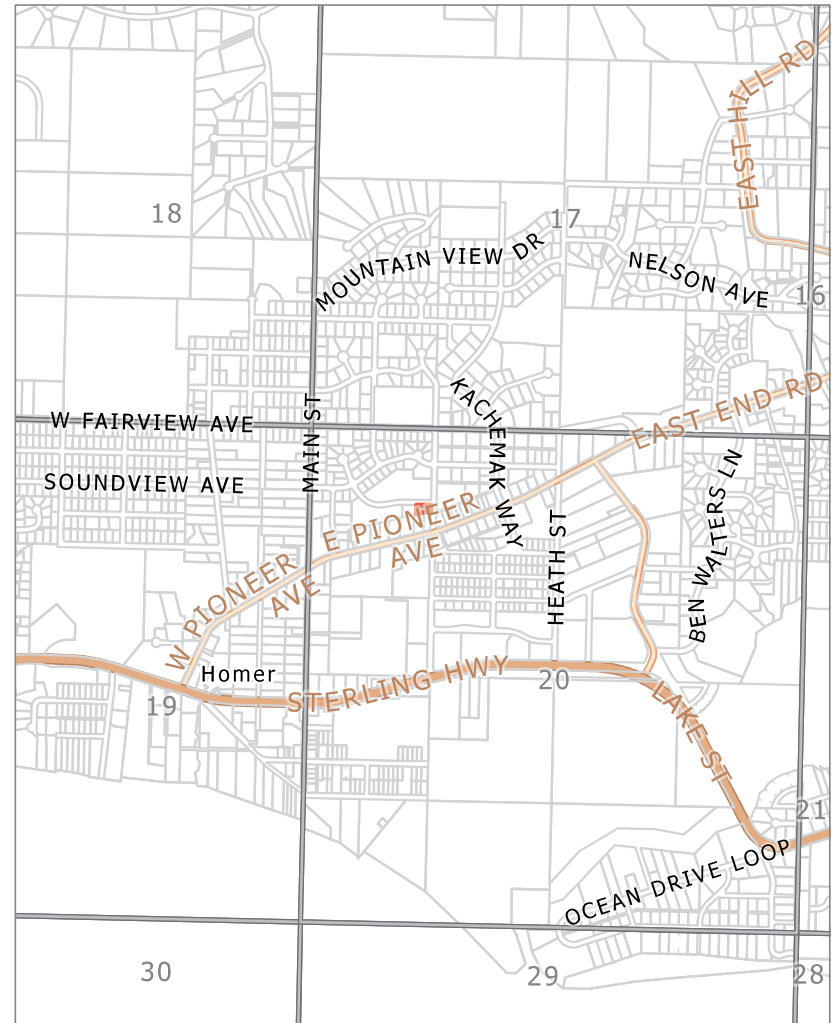 EAST HILL RD
18
17
MOUNTAIN VIEW DR
NELSON AVE
16
EAST END RD
KACHEMAK WAY
W FAIRVIEW AVE
MAIN ST
SOUNDVIEW AVE
BEN WALTERS LN
E PIONEER
AVE
HEATH ST
W PIONEER
AVE
Homer
STERLING HWY
20
19
LAKE ST
21
OCEAN DRIVE LOOP
30
29
28